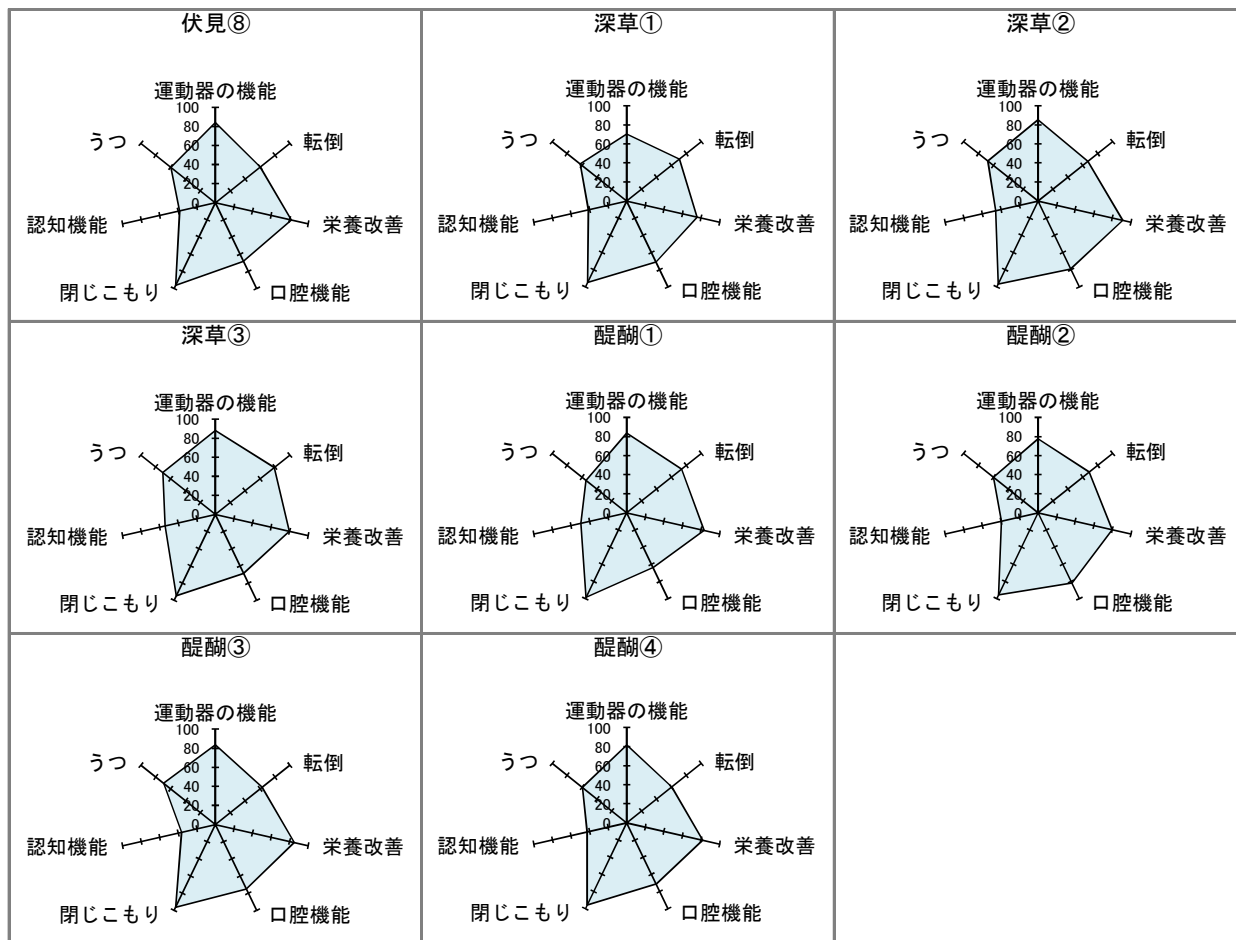 伏見⑧
運動器の機能
100
80
60
40
20
0
転倒
栄養改善
口腔機能
閉じこもり
認知機能
うつ
深草①
運動器の機能
100
80
60
40
20
0
転倒
栄養改善
口腔機能
閉じこもり
認知機能
うつ
深草②
運動器の機能
100
80
60
40
20
0
転倒
栄養改善
口腔機能
閉じこもり
認知機能
うつ
深草③
運動器の機能
100
80
60
40
20
0
転倒
栄養改善
口腔機能
閉じこもり
認知機能
うつ
醍醐①
運動器の機能
100
80
60
40
20
0
転倒
栄養改善
口腔機能
閉じこもり
認知機能
うつ
醍醐②
運動器の機能
100
80
60
40
20
0
転倒
栄養改善
口腔機能
閉じこもり
認知機能
うつ
醍醐③
運動器の機能
100
80
60
40
20
0
転倒
栄養改善
口腔機能
閉じこもり
認知機能
うつ
醍醐④
運動器の機能
100
80
60
40
20
0
転倒
栄養改善
口腔機能
閉じこもり
認知機能
うつ